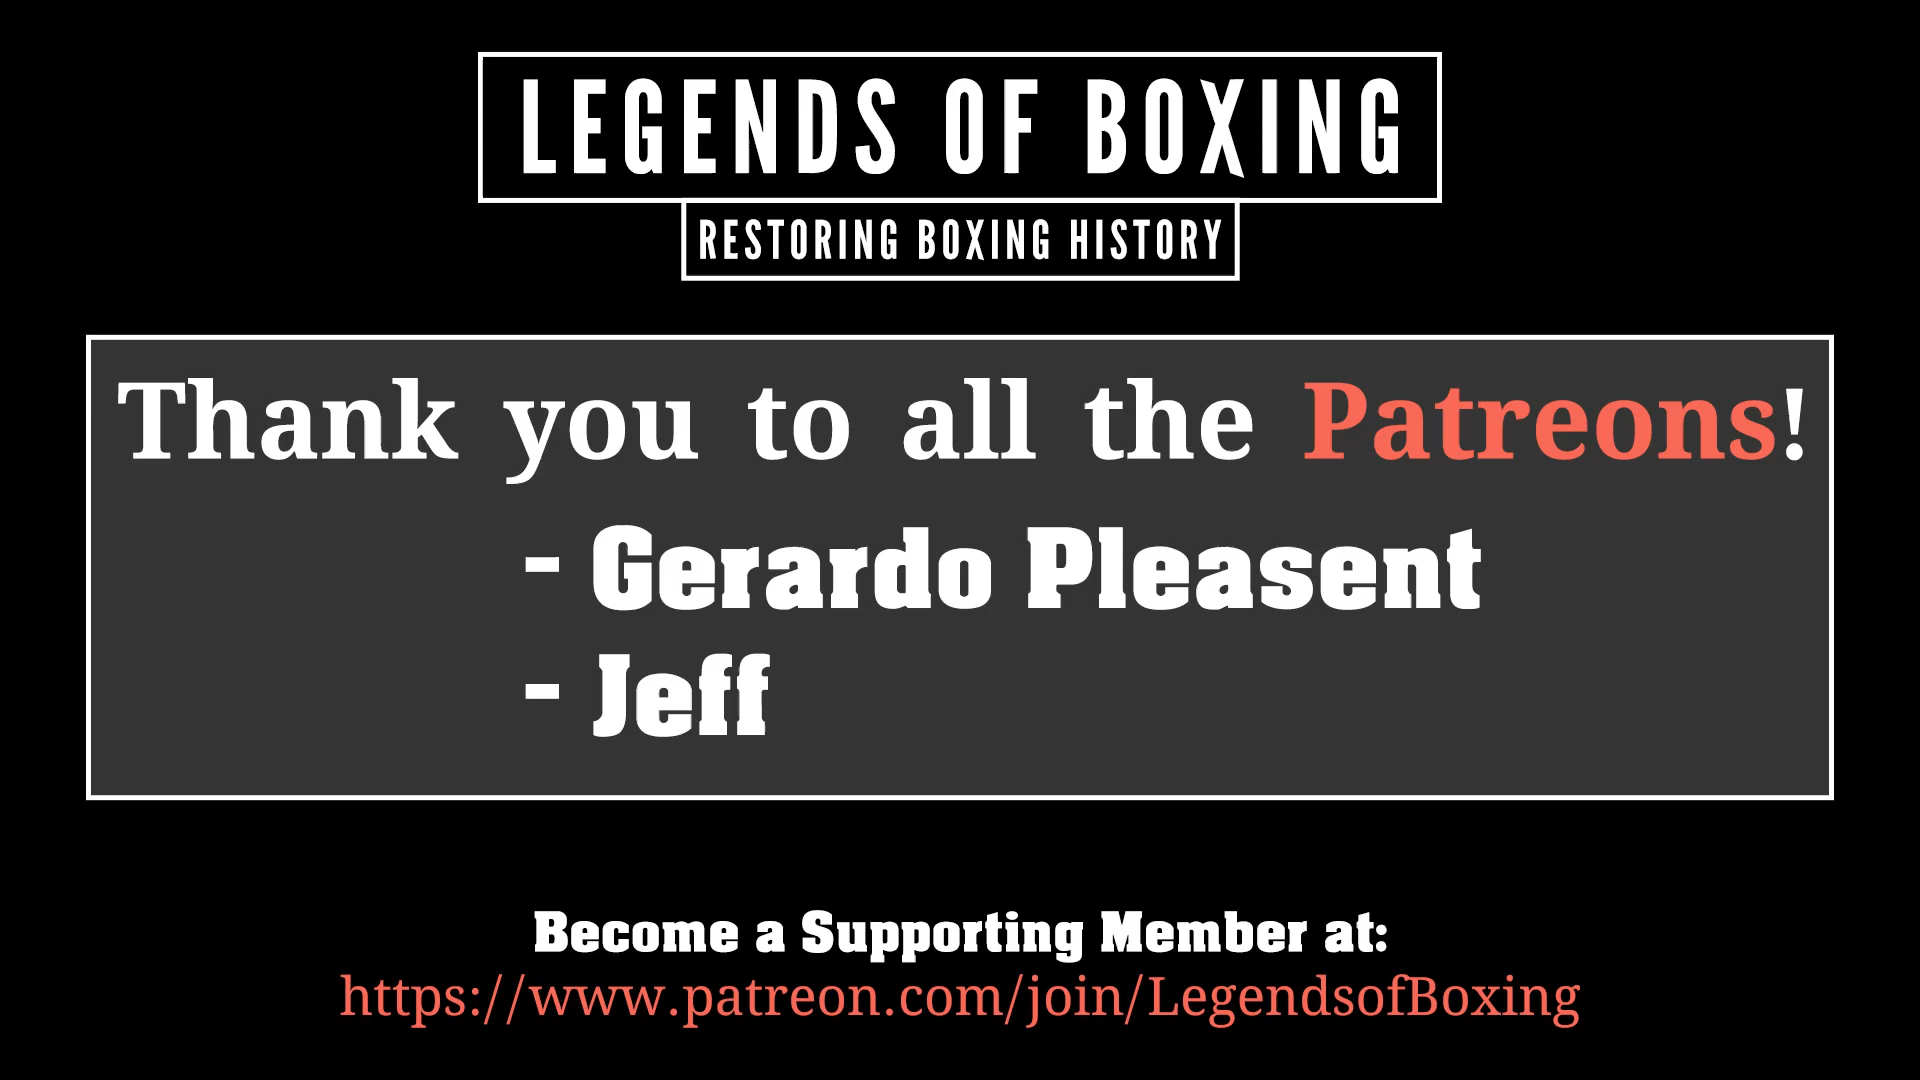 LEGENDS OF BOXING
RESTORING BOXING HISTORY
Thank you to all the Patreons!
- Gerardo Pleasent
- Jeff
Become a Supporting Member at:
https://www.patreon.com/join/LegendsofBoxing